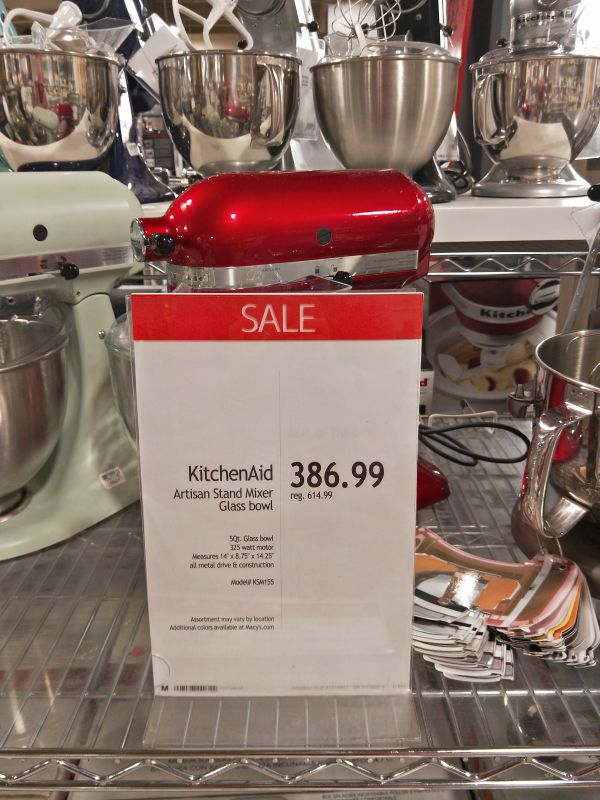 SALE
KitchenAid
Artisan Stand Mixer
Glass bowl
386.99
reg. 614.99
5Qt. Glass bowl
325 watt motor
Measures 14" x 8.75" x 14.25"
all metal drive & construction
Model# KSM155
Assortment may vary by location
Additional colors available at Macy's.com
M
Kitche